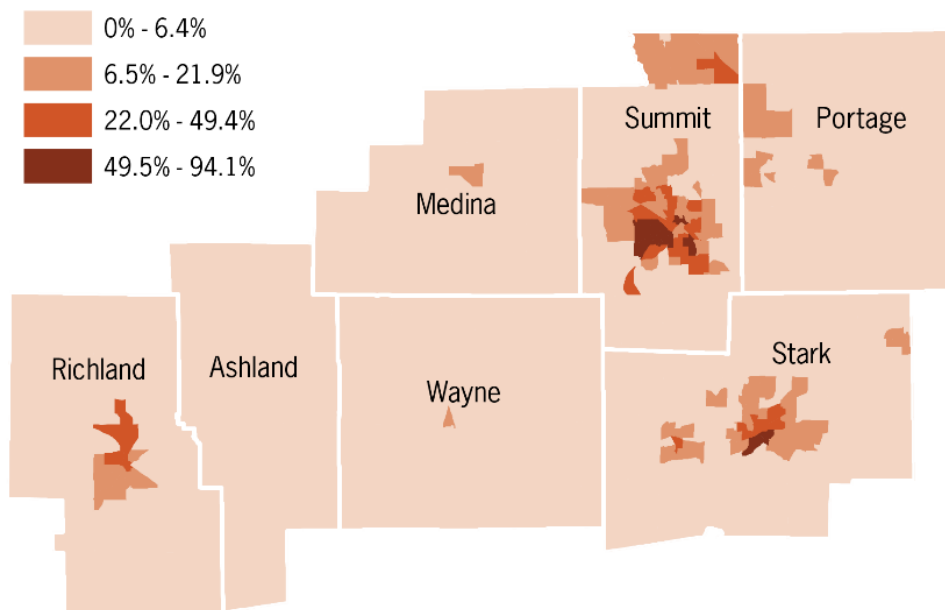 0% - 6.4%
6.5% - 21.9%
22.0% - 49.4%
49.5% - 94.1%
Summit
Portage
Medina
Richland
Ashland
Wayne
Stark